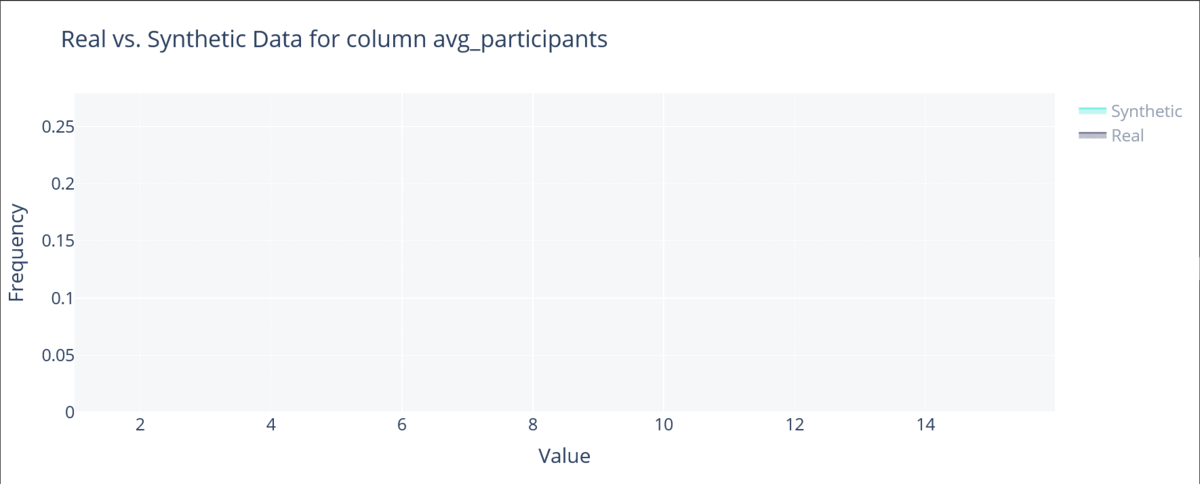 Real vs. Synthetic Data for column avg_participants
Synthetic
Real
Frequency
0.25
0.2
0.15
0.1
0.05
0
2 4 6 8 10 12 14
Value